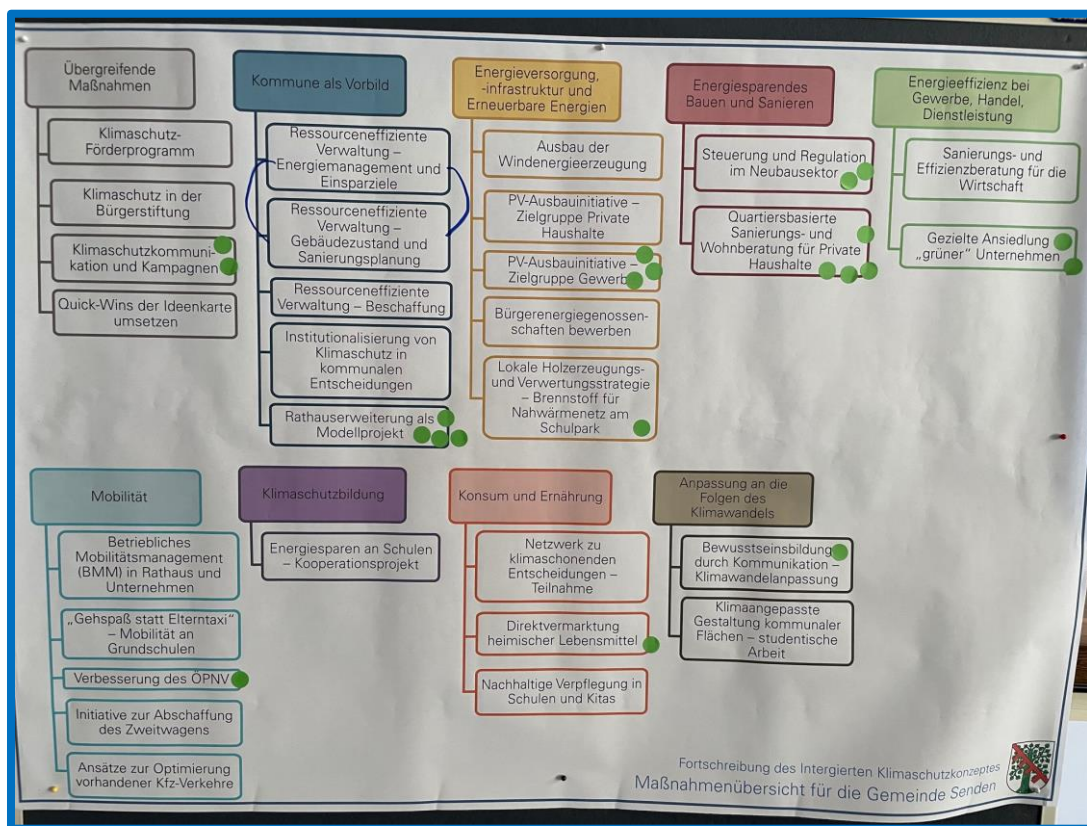 Übergreifende
Maßnahmen
Klimaschutz-
Förderprogramm
Klimaschutz in der
Bürgerstiftung
Klimaschutzkommuni-
kation und Kampagnen
Quick-Wins der Ideenkarte
umsetzen
Kommune als Vorbild
Ressourceneffiziente
Verwaltung –
Energiemanagement und
Einsparziele
Ressourceneffiziente
Verwaltung –
Gebäudezustand und
Sanierungsplanung
Ressourceneffiziente
Verwaltung – Beschaffung
Institutionalisierung von
Klimaschutz in
kommunalen
Entscheidungen
Rathauserweiterung als
Modellprojekt
Energieversorgung,
-infrastruktur und
Erneuerbare Energien
Ausbau der
Windenergieerzeugung
PV-Ausbauinitiative –
Zielgruppe Private
Haushalte
PV-Ausbauinitiative –
Zielgruppe Gewerb
Bürgerenergiegenossen-
schaften bewerben
Lokale Holzerzeugungs-
und Verwertungsstrategie
– Brennstoff für
Nahwärmenetz am
Schulpark
Energiesparendes
Bauen und Sanieren
Steuerung und Regulation
im Neubausektor
Quartiersbasierte
Sanierungs- und
Wohnberatung für Private
Haushalte
Energieeffizienz bei
Gewerbe, Handel,
Dienstleistung
Sanierungs- und
Effizienzberatung für die
Wirtschaft
Gezielte Ansiedlung
„grüner“ Unternehmen
Mobilität
Betriebliches
Mobilitätsmanagement
(BMM) in Rathaus und
Unternehmen
„Gehspaß statt Elterntaxi“
– Mobilität an
Grundschulen
Verbesserung des ÖPNV
Initiative zur Abschaffung
des Zweitwagens
Ansätze zur Optimierung
vorhandener Kfz-Verkehre
Klimaschutzbildung
Energiesparen an Schulen
– Kooperationsprojekt
Konsum und Ernährung
Netzwerk zu
klimaschonenden
Entscheidungen –
Teilnahme
Direktvermarktung
heimischer Lebensmittel
Nachhaltige Verpflegung in
Schulen und Kitas
Anpassung an die
Folgen des
Klimawandels
Bewusstseinsbildung
durch Kommunikation –
Klimawandelanpassung
Klimaangepasste
Gestaltung kommunaler
Flächen – studentische
Arbeit
Fortschreibung des Intergierten Klimaschutzkonzeptes
Maßnahmenübersicht für die Gemeinde Senden